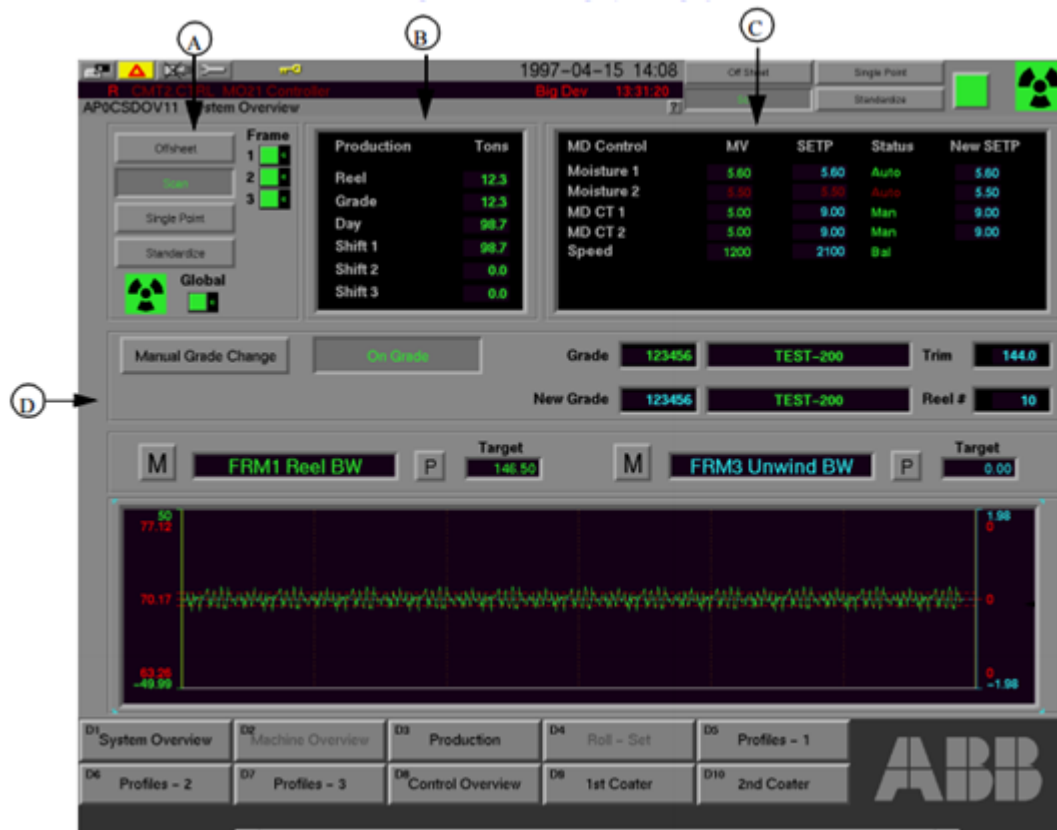 A
B
C
D
1997-04-15 14:08
Off Sheet
Single Point
R CMT2 CTRL MO21 Controller
Big Dev 13:31:20
Standardize
AP0CSDOV11 System Overview
?
Offsheet
Scan
Single Point
Standardize
Frame
1
2
3
Global
Production Tons
Reel 12.3
Grade 12.3
Day 98.7
Shift 1 98.7
Shift 2 0.0
Shift 3 0.0
MD Control MV SETP Status New SETP
Moisture 1 5.60 5.60 Auto 5.60
Moisture 2 5.50 5.50 Auto 5.50
MD CT 1 5.00 9.00 Man 9.00
MD CT 2 5.00 9.00 Man 9.00
Speed 1200 2100 Bal
Manual Grade Change
On Grade
Grade 123456 TEST-200 Trim 144.0
New Grade 123456 TEST-200 Reel # 10
M FRM1 Reel BW P Target 146.50
M FRM3 Unwind BW P Target 0.00
50
77.12
70.17
63.26
-49.99
1.98
0
0
0
-1.98
D1 System Overview
D2 Machine Overview
D3 Production
D4 Roll - Set
D5 Profiles - 1
D6 Profiles - 2
D7 Profiles - 3
D8 Control Overview
D9 1st Coater
D10 2nd Coater
ABB